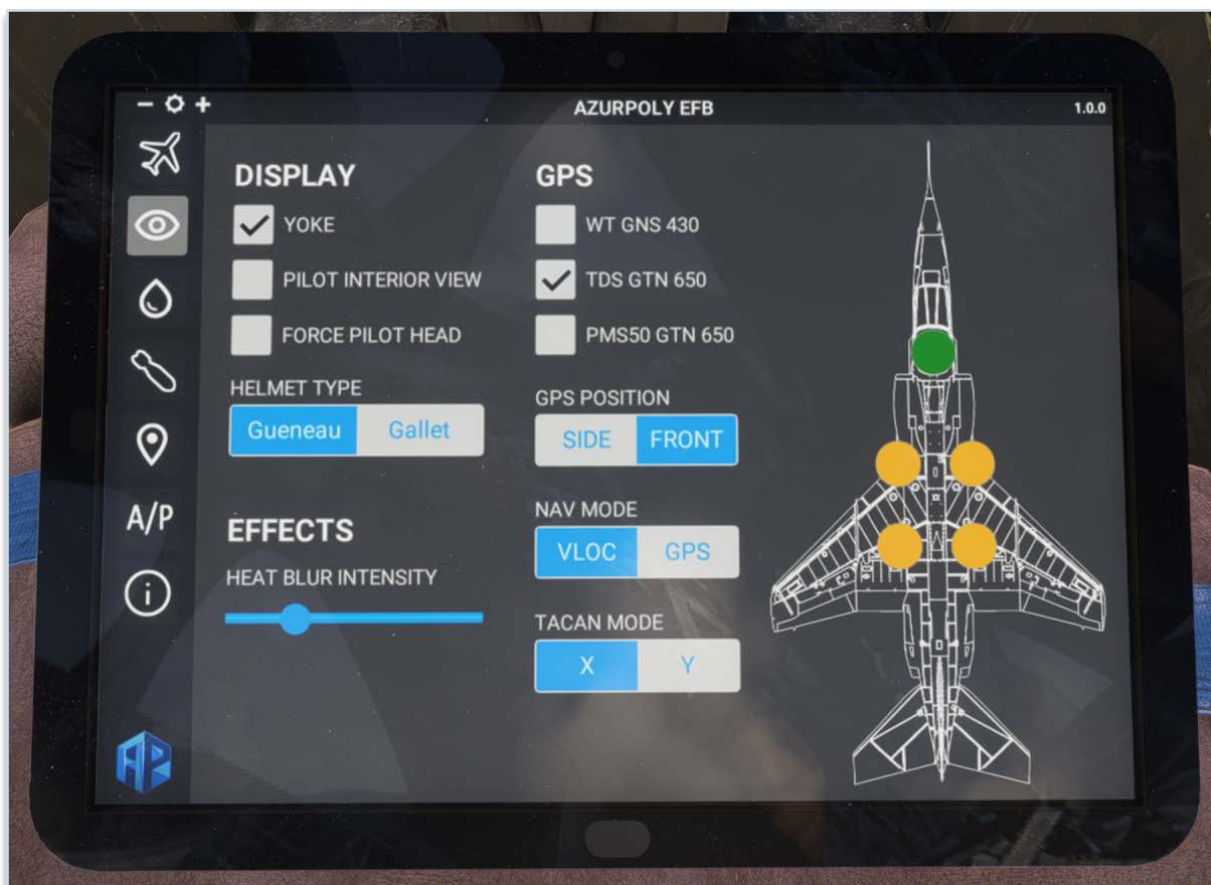 − +
AZURPOLY EFB
1.0.0
DISPLAY
YOKE
PILOT INTERIOR VIEW
FORCE PILOT HEAD
HELMET TYPE
Gueneau Gallet
EFFECTS
HEAT BLUR INTENSITY
GPS
WT GNS 430
TDS GTN 650
PMS50 GTN 650
GPS POSITION
SIDE FRONT
NAV MODE
VLOC GPS
TACAN MODE
X Y
A/P
AP